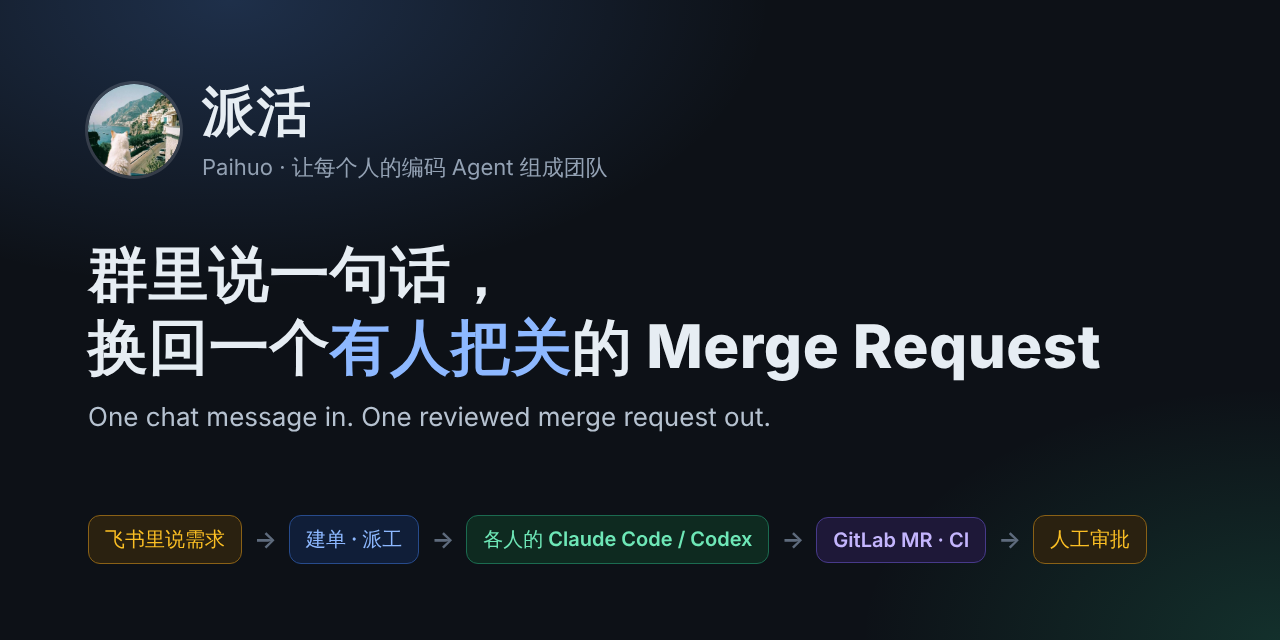 派活
Paihuo · 让每个人的编码 Agent 组成团队
群里说一句话，
换回一个有人把关的 Merge Request
One chat message in. One reviewed merge request out.
飞书里说需求 → 建单 · 派工 → 各人的 Claude Code / Codex → GitLab MR · CI → 人工审批